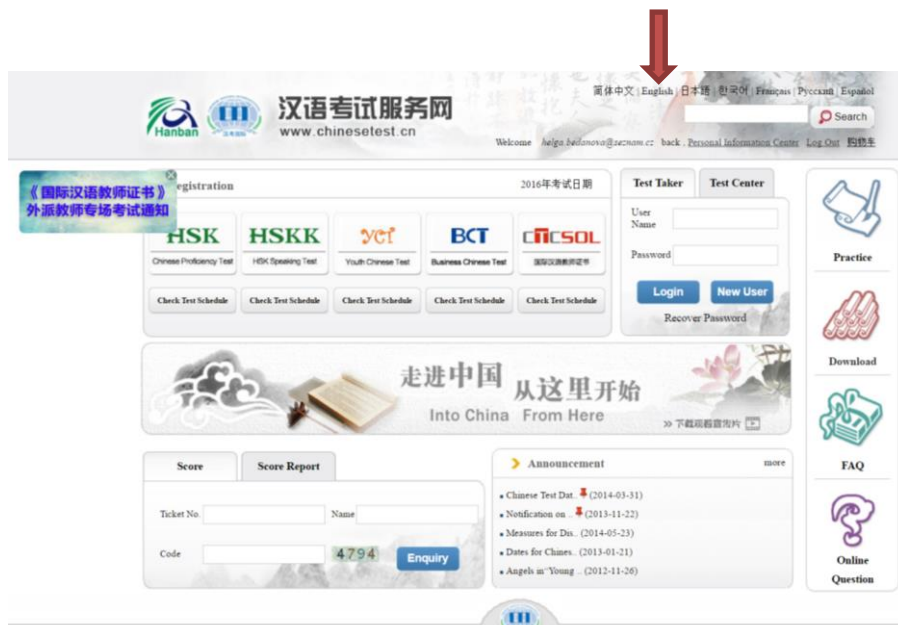 简体中文 | English | 日本語 | 한국어 | Français | Русский | Español
Hanban
汉语考试服务网
www.chinesetest.cn
Search
Welcome helga.bedanova@seznam.cz back . Personal Information Center Log Out 购物车
《国际汉语教师证书》
外派教师专场考试通知
egistration
2016年考试日期
HSK
Chinese Proficiency Test
Check Test Schedule
HSKK
HSK Speaking Test
Check Test Schedule
YCT
Youth Chinese Test
Check Test Schedule
BCT
Business Chinese Test
Check Test Schedule
CTCSOL
国际汉语教师证书
Check Test Schedule
Test Taker
Test Center
User Name
Password
Login
New User
Recover Password
Practice
Download
FAQ
Online Question
走进中国 从这里开始
Into China From Here
Score
Score Report
Ticket No.
Name
Code
4794
Enquiry
Announcement
more
Chinese Test Dat.. (2014-03-31)
Notification on .. (2013-11-22)
Measures for Dis.. (2014-05-23)
Dates for Chines.. (2013-01-21)
Angels in"Young .. (2012-11-26)